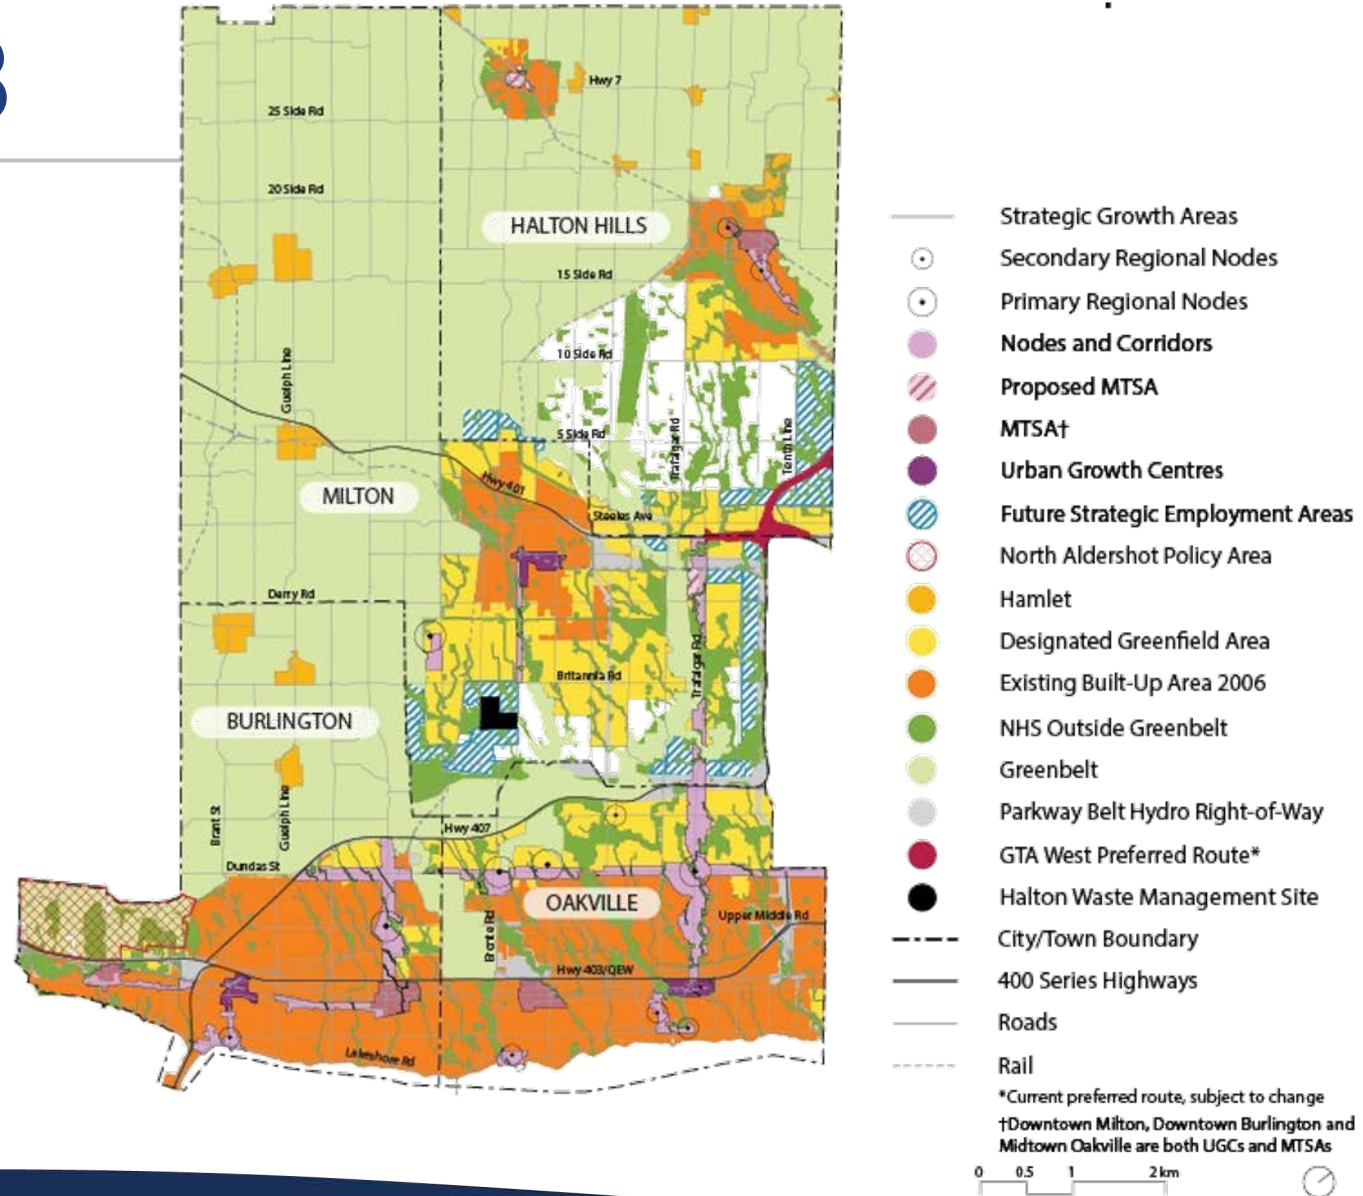 Hwy 7
25 Side Rd
20 Side Rd
HALTON HILLS
15 Side Rd
10 Side Rd
Guelph Line
5 Side Rd
Trafalgar Rd
Tenth Line
Hwy 401
MILTON
Steeles Ave
Derry Rd
Trafalgar Rd
Britannia Rd
BURLINGTON
Brant St
Guelph Line
Hwy 407
Dundas St
OAKVILLE
Bronte Rd
Upper Middle Rd
Hwy 403/QEW
Lakeshore Rd
Strategic Growth Areas
Secondary Regional Nodes
Primary Regional Nodes
Nodes and Corridors
Proposed MTSA
MTSA†
Urban Growth Centres
Future Strategic Employment Areas
North Aldershot Policy Area
Hamlet
Designated Greenfield Area
Existing Built-Up Area 2006
NHS Outside Greenbelt
Greenbelt
Parkway Belt Hydro Right-of-Way
GTA West Preferred Route*
Halton Waste Management Site
City/Town Boundary
400 Series Highways
Roads
Rail
*Current preferred route, subject to change
†Downtown Milton, Downtown Burlington and
Midtown Oakville are both UGCs and MTSAs
0 0.5 1 2 km